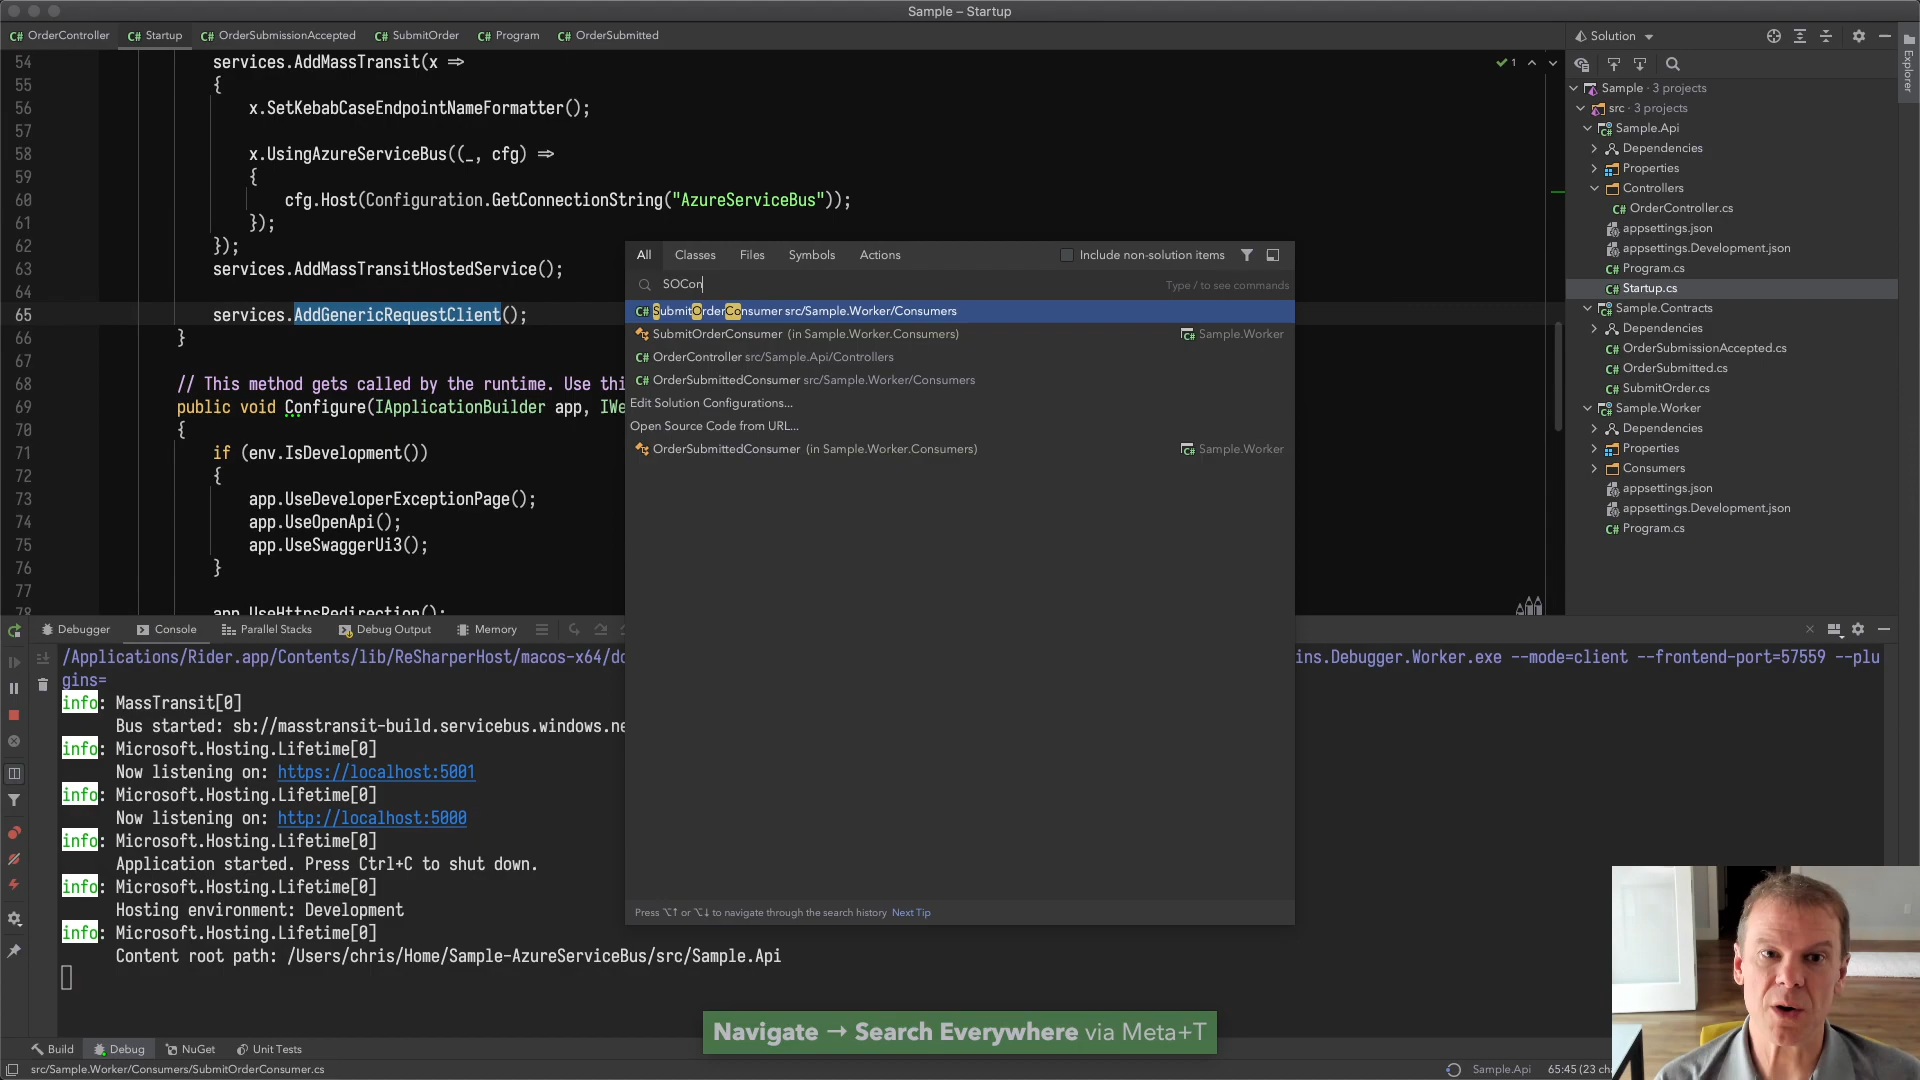 Sample – Startup
C# OrderController
C# Startup
C# OrderSubmissionAccepted
C# SubmitOrder
C# Program
C# OrderSubmitted
Solution
Explorer
54 services.AddMassTransit(x ⇒
55 {
56 x.SetKebabCaseEndpointNameFormatter();
57
58 x.UsingAzureServiceBus((_, cfg) ⇒
59 {
60 cfg.Host(Configuration.GetConnectionString("AzureServiceBus"));
61 });
62 });
63 services.AddMassTransitHostedService();
64
65 services.AddGenericRequestClient();
66 }
67
68 // This method gets called by the runtime. Use thi
69 public void Configure(IApplicationBuilder app, IWe
70 {
71 if (env.IsDevelopment())
72 {
73 app.UseDeveloperExceptionPage();
74 app.UseOpenApi();
75 app.UseSwaggerUi3();
76 }
77
78 app.UseHttpsRedirection();
1
All Classes Files Symbols Actions Include non-solution items
SOCon Type / to see commands
C# SubmitOrderConsumer src/Sample.Worker/Consumers
SubmitOrderConsumer (in Sample.Worker.Consumers) Sample.Worker
C# OrderController src/Sample.Api/Controllers
C# OrderSubmittedConsumer src/Sample.Worker/Consumers
Edit Solution Configurations...
Open Source Code from URL...
OrderSubmittedConsumer (in Sample.Worker.Consumers) Sample.Worker
Press ⌥↑ or ⌥↓ to navigate through the search history Next Tip
Sample · 3 projects
src · 3 projects
Sample.Api
Dependencies
Properties
Controllers
C# OrderController.cs
appsettings.json
appsettings.Development.json
C# Program.cs
C# Startup.cs
Sample.Contracts
Dependencies
C# OrderSubmissionAccepted.cs
C# OrderSubmitted.cs
C# SubmitOrder.cs
Sample.Worker
Dependencies
Properties
Consumers
appsettings.json
appsettings.Development.json
C# Program.cs
Debugger Console Parallel Stacks Debug Output Memory
/Applications/Rider.app/Contents/lib/ReSharperHost/macos-x64/do ins.Debugger.Worker.exe --mode=client --frontend-port=57559 --plu
gins=
info: MassTransit[0]
Bus started: sb://masstransit-build.servicebus.windows.ne
info: Microsoft.Hosting.Lifetime[0]
Now listening on: https://localhost:5001
info: Microsoft.Hosting.Lifetime[0]
Now listening on: http://localhost:5000
info: Microsoft.Hosting.Lifetime[0]
Application started. Press Ctrl+C to shut down.
info: Microsoft.Hosting.Lifetime[0]
Hosting environment: Development
info: Microsoft.Hosting.Lifetime[0]
Content root path: /Users/chris/Home/Sample-AzureServiceBus/src/Sample.Api
Navigate → Search Everywhere via Meta+T
Build Debug NuGet Unit Tests
src/Sample.Worker/Consumers/SubmitOrderConsumer.cs
Sample.Api 65:45 (23 cha